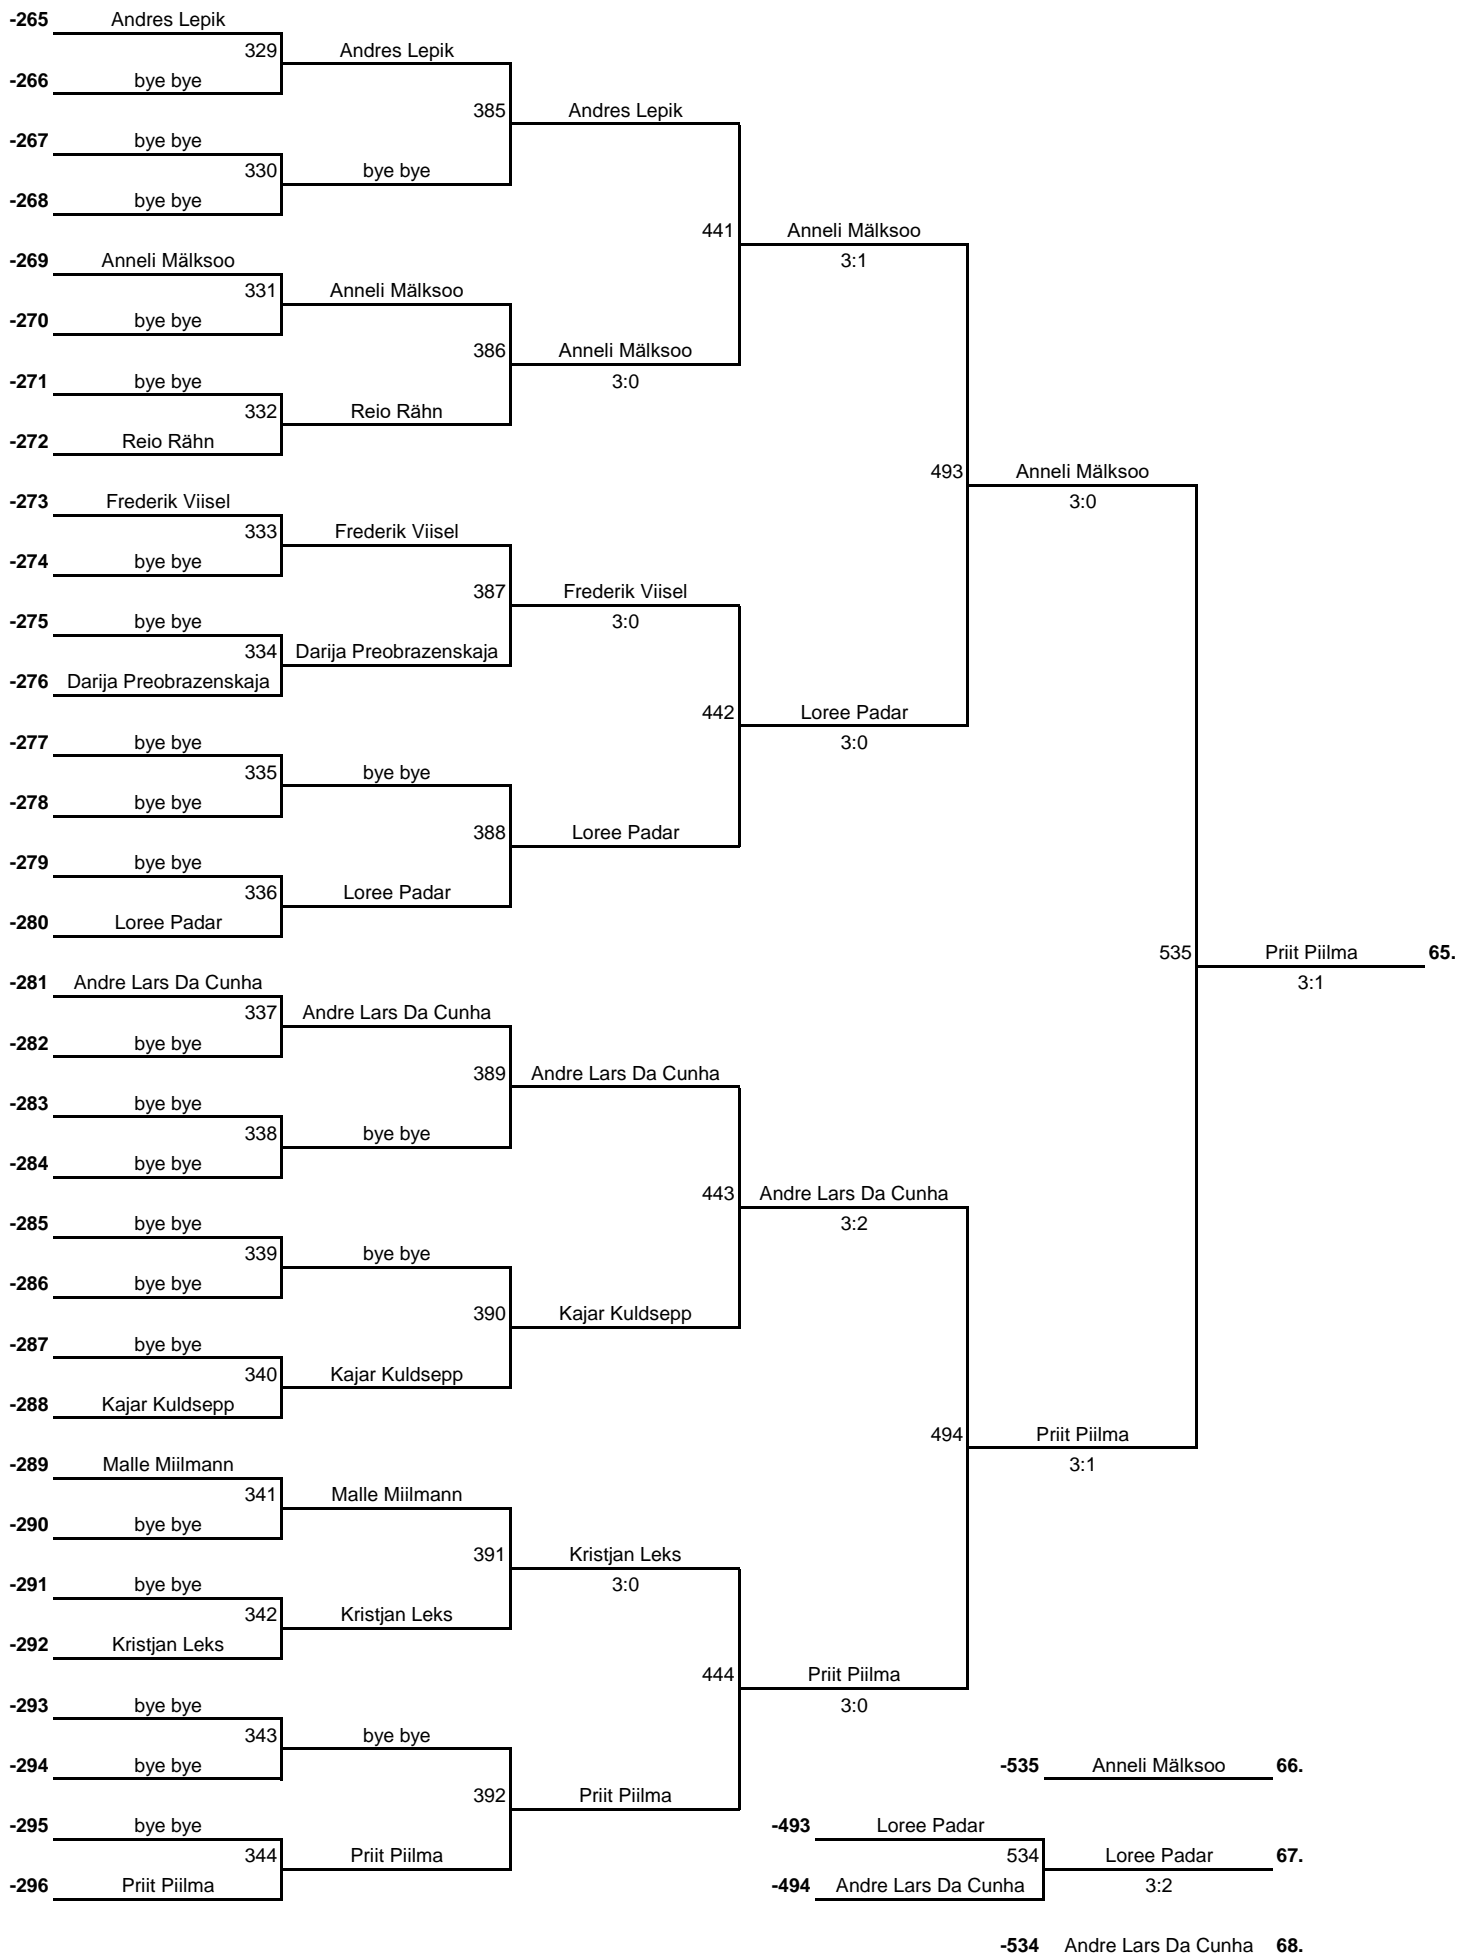 -265 Andres Lepik
329 Andres Lepik
-266 bye bye
385 Andres Lepik
-267 bye bye
330 bye bye
-268 bye bye
441 Anneli Mälksoo
-269 Anneli Mälksoo 3:1
331 Anneli Mälksoo
-270 bye bye
386 Anneli Mälksoo
-271 bye bye 3:0
332 Reio Rähn
-272 Reio Rähn
493 Anneli Mälksoo
-273 Frederik Viisel 3:0
333 Frederik Viisel
-274 bye bye
387 Frederik Viisel
-275 bye bye 3:0
334 Darija Preobrazenskaja
-276 Darija Preobrazenskaja
442 Loree Padar
-277 bye bye 3:0
335 bye bye
-278 bye bye
388 Loree Padar
-279 bye bye
336 Loree Padar
-280 Loree Padar
535 Priit Piilma 65.
-281 Andre Lars Da Cunha 3:1
337 Andre Lars Da Cunha
-282 bye bye
389 Andre Lars Da Cunha
-283 bye bye
338 bye bye
-284 bye bye
443 Andre Lars Da Cunha
-285 bye bye 3:2
339 bye bye
-286 bye bye
390 Kajar Kuldsepp
-287 bye bye
340 Kajar Kuldsepp
-288 Kajar Kuldsepp
494 Priit Piilma
-289 Malle Miilmann 3:1
341 Malle Miilmann
-290 bye bye
391 Kristjan Leks
-291 bye bye 3:0
342 Kristjan Leks
-292 Kristjan Leks
444 Priit Piilma
-293 bye bye 3:0
343 bye bye
-294 bye bye -535 Anneli Mälksoo 66.
392 Priit Piilma
-295 bye bye -493 Loree Padar
344 Priit Piilma 534 Loree Padar 67.
-296 Priit Piilma -494 Andre Lars Da Cunha 3:2
-534 Andre Lars Da Cunha 68.